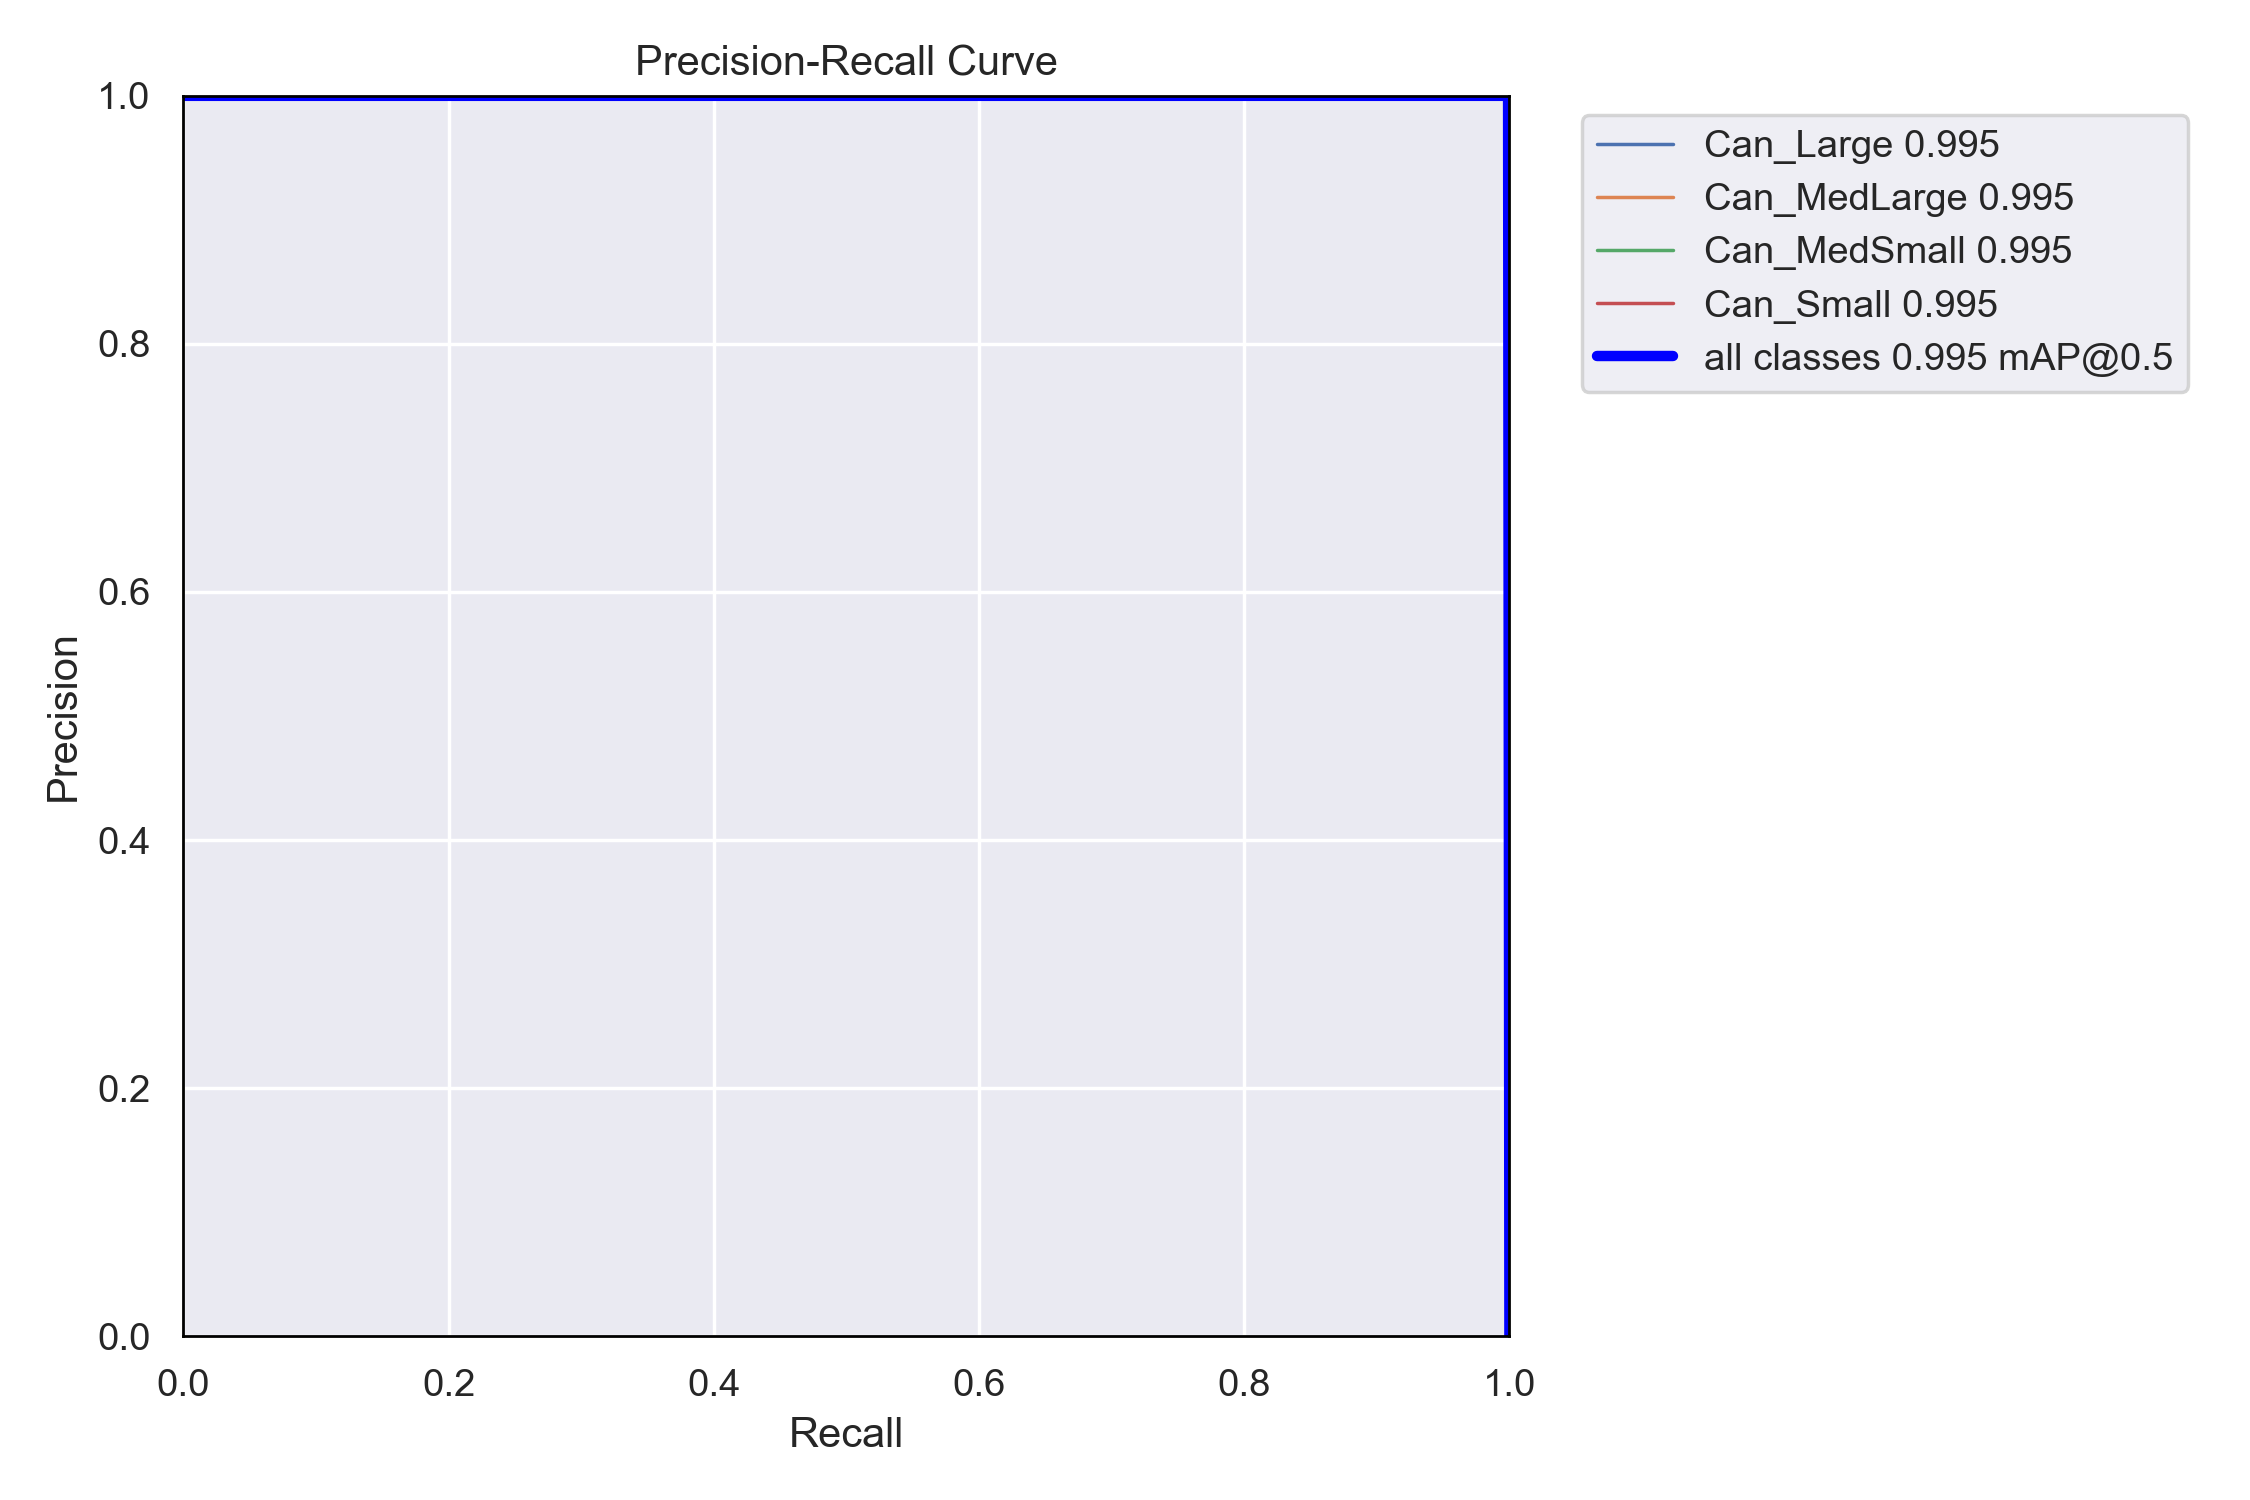 Precision-Recall Curve
1.0
0.8
0.6
0.4
0.2
0.0
Precision
0.0 0.2 0.4 0.6 0.8 1.0
Recall
Can_Large 0.995
Can_MedLarge 0.995
Can_MedSmall 0.995
Can_Small 0.995
all classes 0.995 mAP@0.5